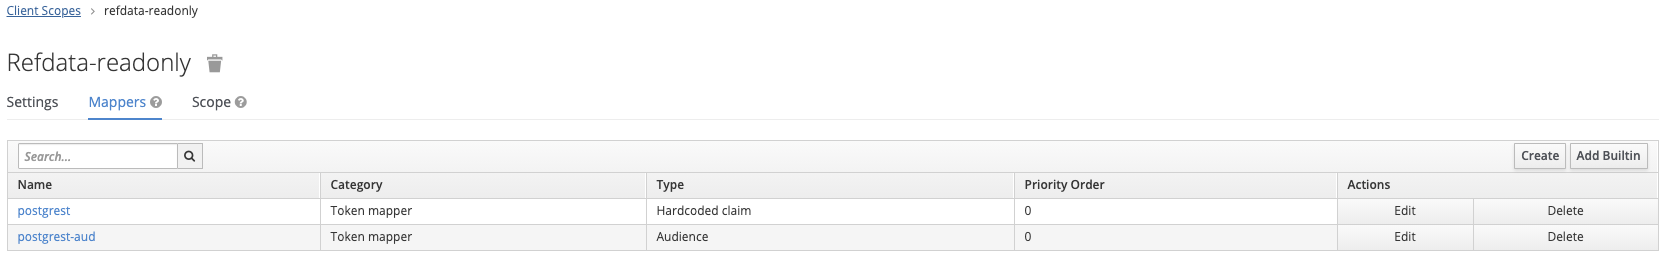 Client Scopes > refdata-readonly
Refdata-readonly
Settings Mappers ? Scope ?
Search... Create Add Builtin
Name Category Type Priority Order Actions
postgrest Token mapper Hardcoded claim 0 Edit Delete
postgrest-aud Token mapper Audience 0 Edit Delete